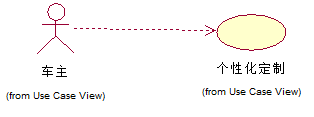 车主
(from Use Case View)
个性化定制
(from Use Case View)